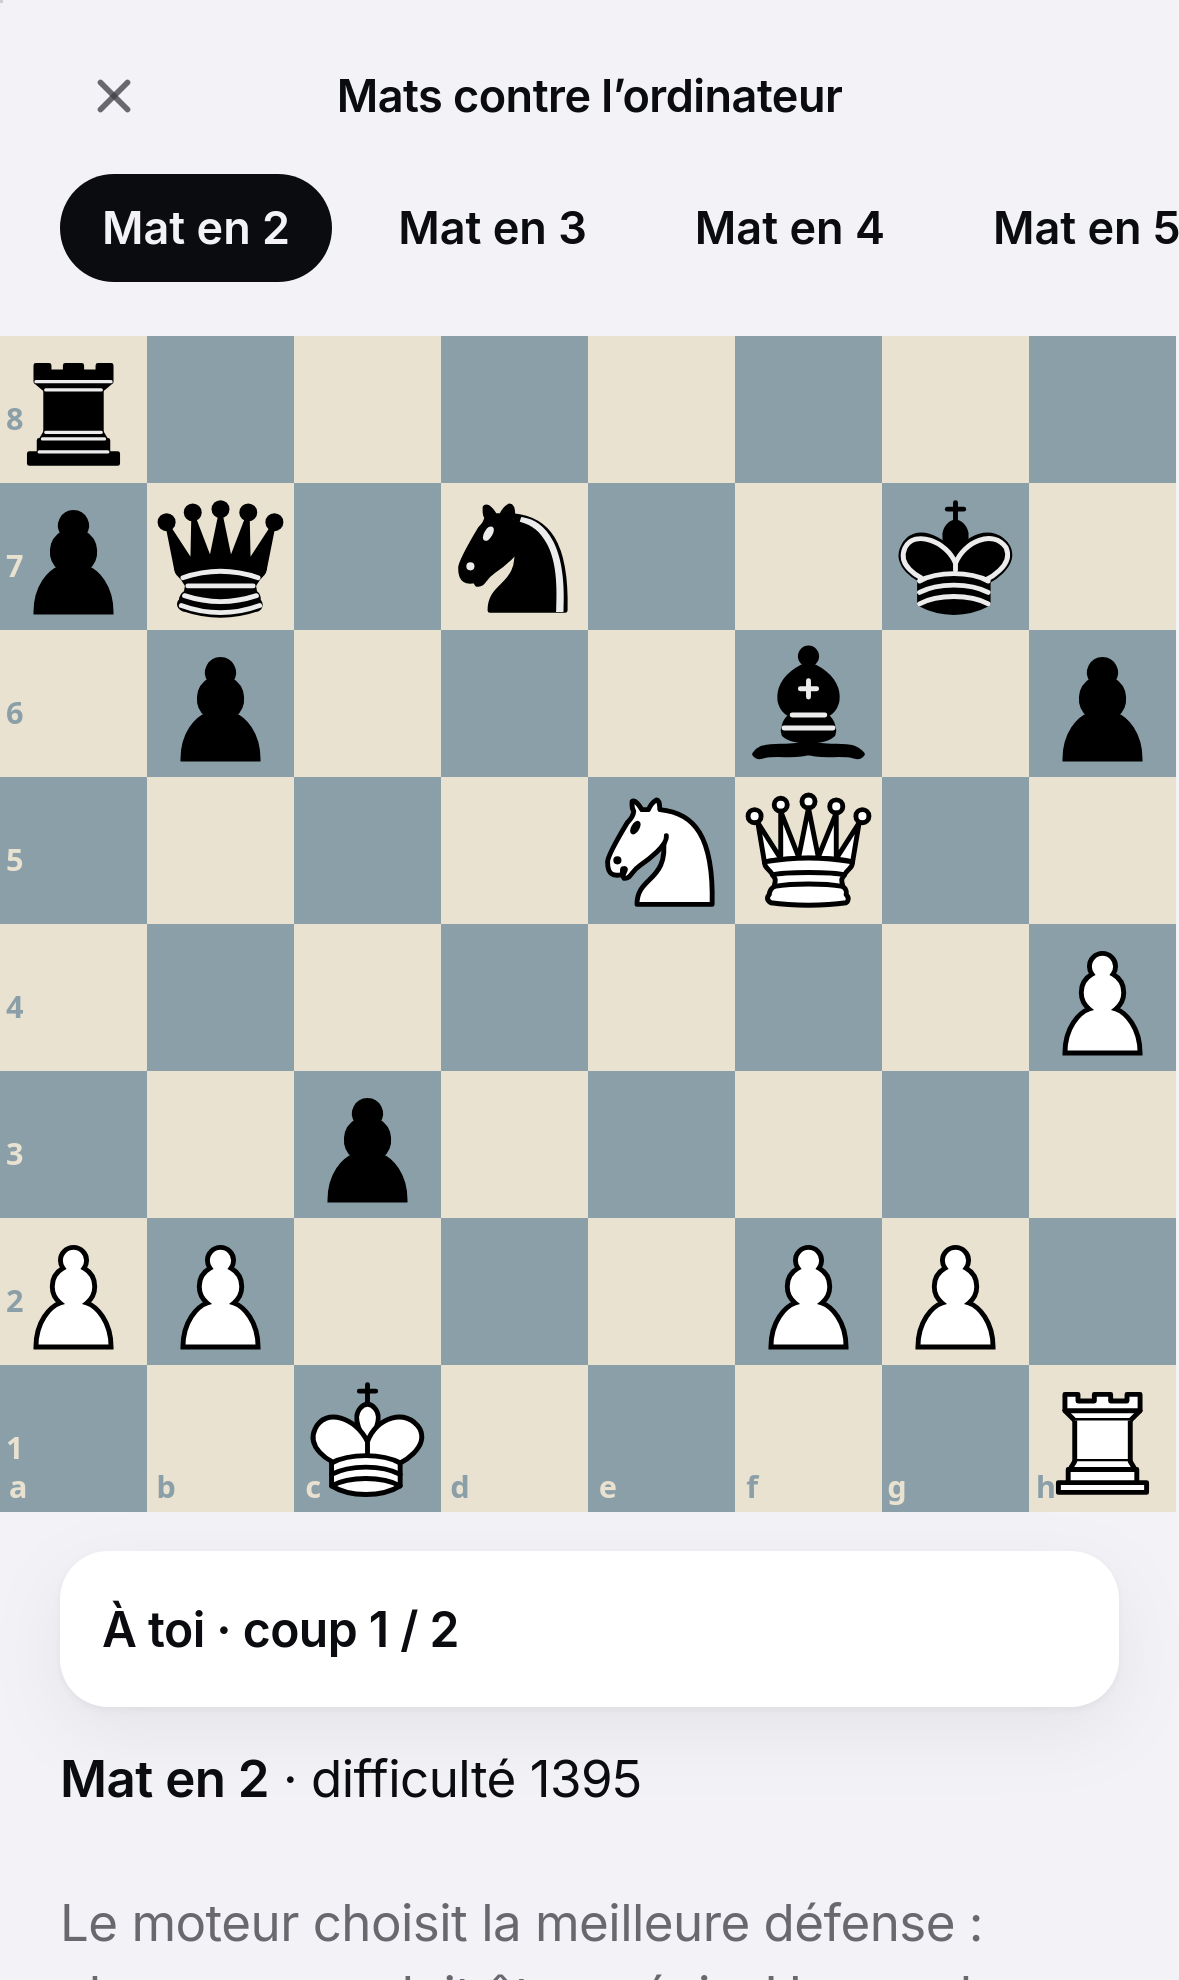 Mats contre l’ordinateur
Mat en 2 Mat en 3 Mat en 4 Mat en 5
8
7
6
5
4
3
2
1
a b c d e f g h
À toi · coup 1 / 2
Mat en 2 · difficulté 1395
Le moteur choisit la meilleure défense :